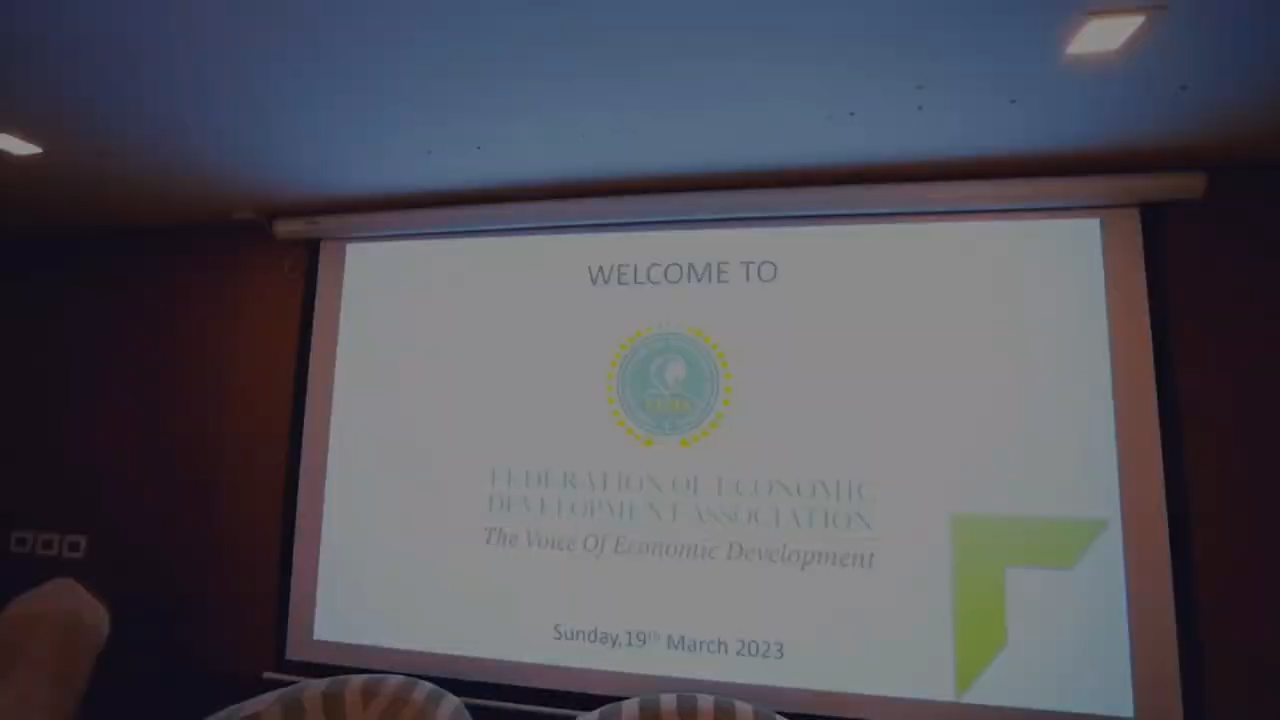 WELCOME TO
FEDERATION OF ECONOMIC
DEVELOPMENT ASSOCIATION
The Voice Of Economic Development
Sunday,19th March 2023